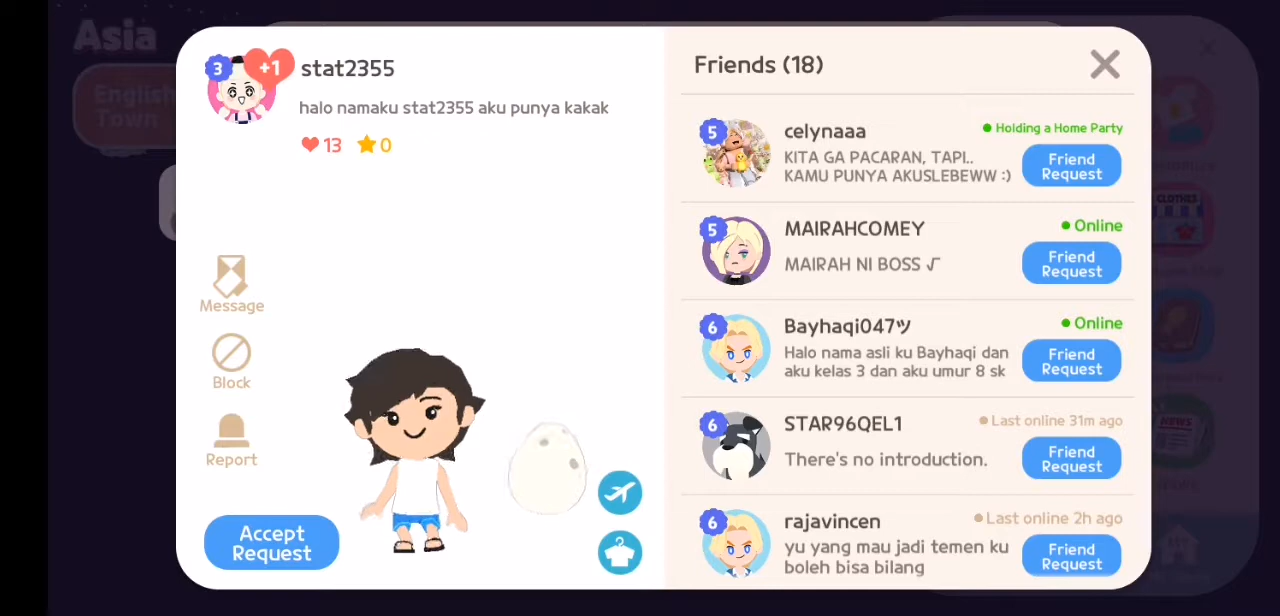 Asia
English
Town
3
+1
stat2355
halo namaku stat2355 aku punya kakak
13
0
Message
Block
Report
Accept
Request
Friends (18)
5
celynaaa
Holding a Home Party
KITA GA PACARAN, TAPI..
KAMU PUNYA AKUSLEBEWW :)
Friend
Request
5
MAIRAHCOMEY
Online
MAIRAH NI BOSS √
Friend
Request
6
Bayhaqi047ツ
Online
Halo nama asli ku Bayhaqi dan
aku kelas 3 dan aku umur 8 sk
Friend
Request
6
STAR96QEL1
Last online 31m ago
There's no introduction.
Friend
Request
6
rajavincen
Last online 2h ago
yu yang mau jadi temen ku
boleh bisa bilang
Friend
Request
CLOTHES
NEWS